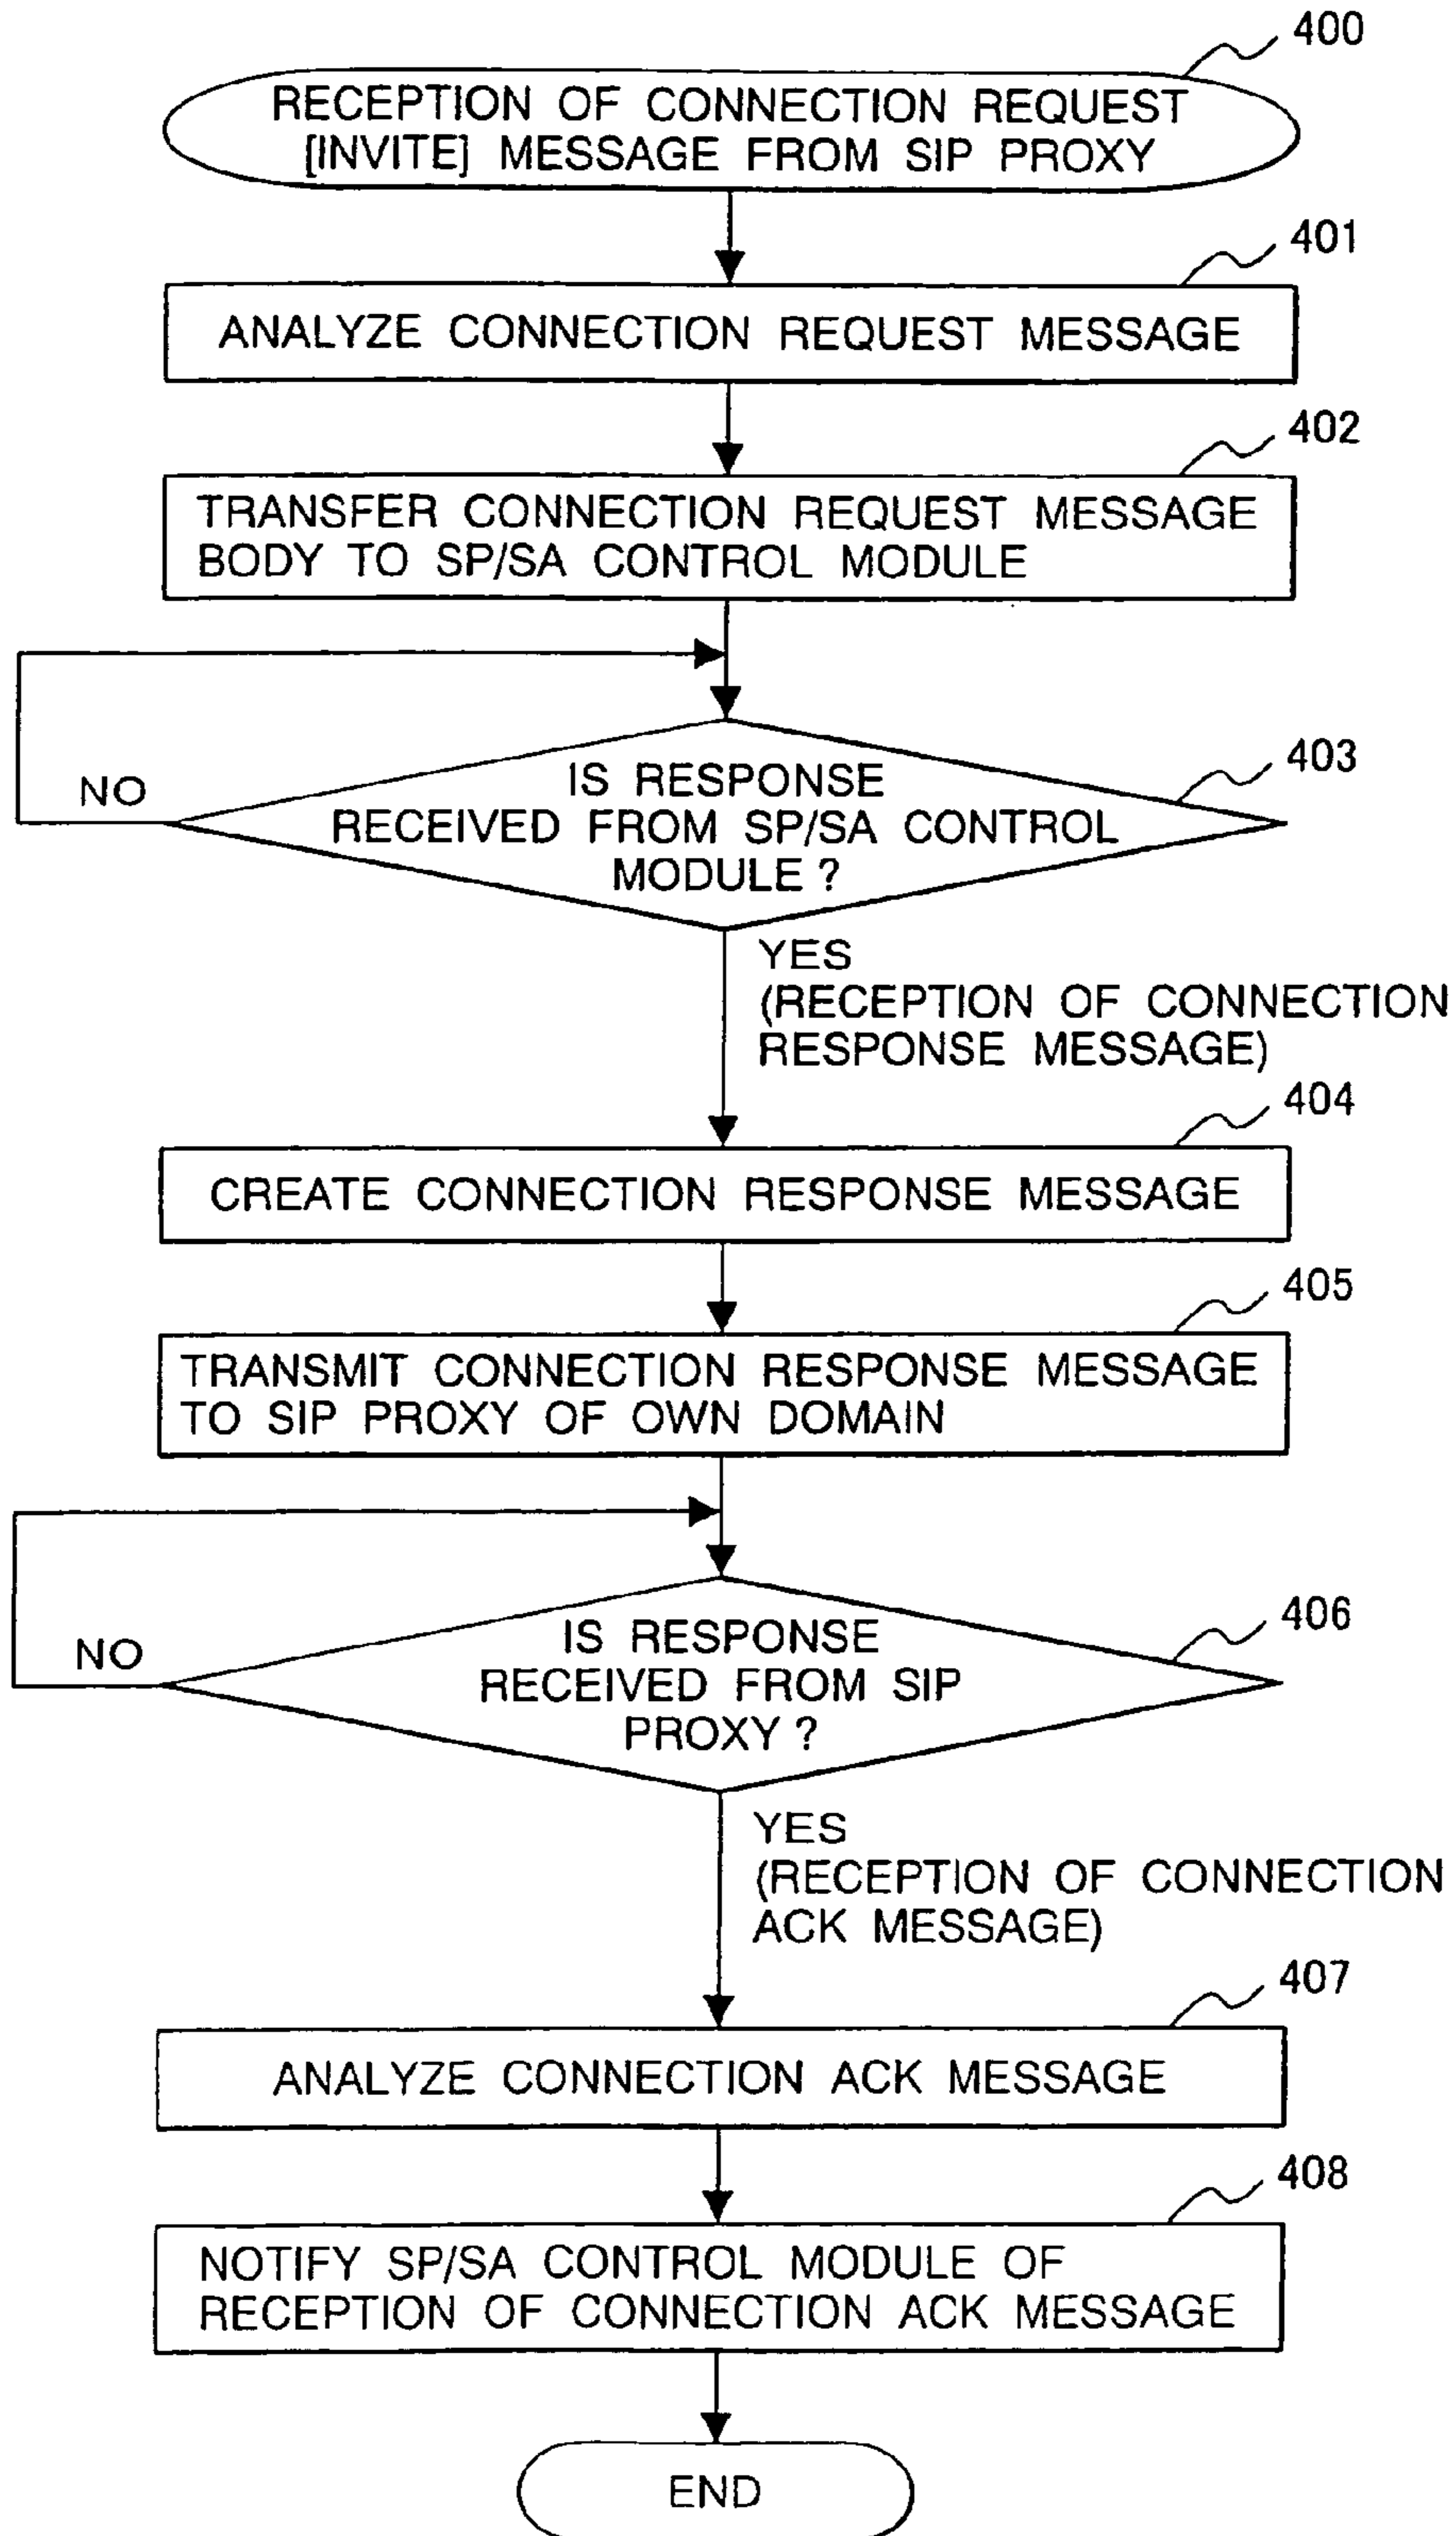 400
RECEPTION OF CONNECTION REQUEST
[INVITE] MESSAGE FROM SIP PROXY
401
ANALYZE CONNECTION REQUEST MESSAGE
402
TRANSFER CONNECTION REQUEST MESSAGE
BODY TO SP/SA CONTROL MODULE
403
NO
IS RESPONSE
RECEIVED FROM SP/SA CONTROL
MODULE ?
YES
(RECEPTION OF CONNECTION
RESPONSE MESSAGE)
404
CREATE CONNECTION RESPONSE MESSAGE
405
TRANSMIT CONNECTION RESPONSE MESSAGE
TO SIP PROXY OF OWN DOMAIN
406
NO
IS RESPONSE
RECEIVED FROM SIP
PROXY ?
YES
(RECEPTION OF CONNECTION
ACK MESSAGE)
407
ANALYZE CONNECTION ACK MESSAGE
408
NOTIFY SP/SA CONTROL MODULE OF
RECEPTION OF CONNECTION ACK MESSAGE
END